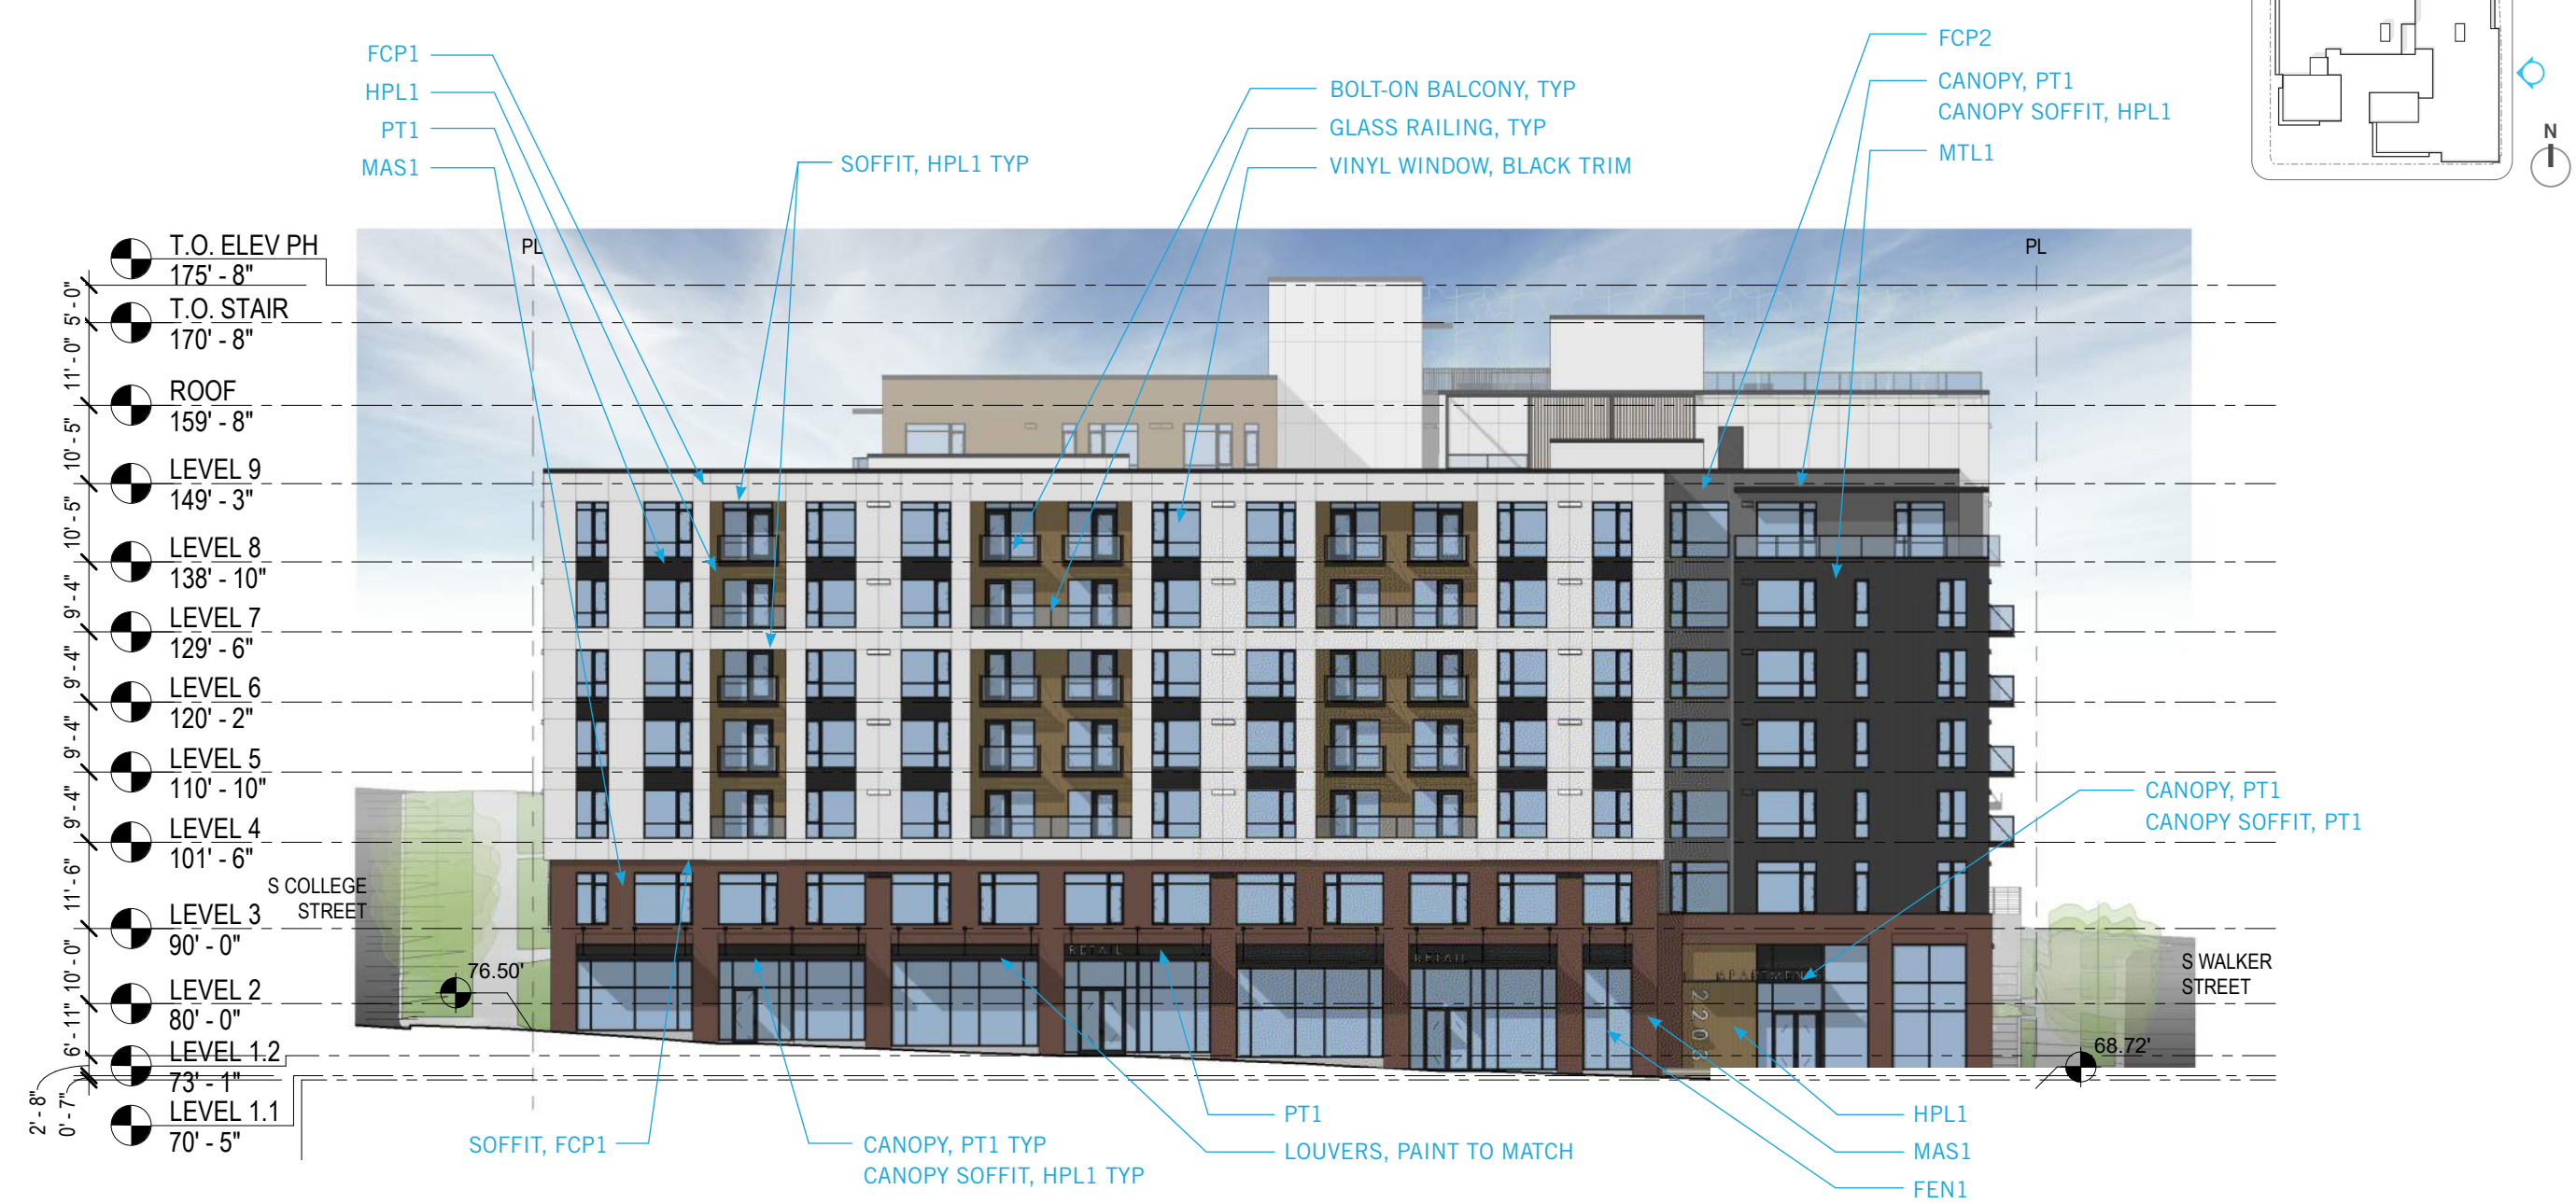 FCP1
HPL1
PT1
MAS1
SOFFIT, HPL1 TYP
BOLT-ON BALCONY, TYP
GLASS RAILING, TYP
VINYL WINDOW, BLACK TRIM
FCP2
CANOPY, PT1
CANOPY SOFFIT, HPL1
MTL1
N
PL
PL
T.O. ELEV PH
175' - 8"
5' - 0"
T.O. STAIR
170' - 8"
11' - 0"
ROOF
159' - 8"
10' - 5"
LEVEL 9
149' - 3"
10' - 5"
LEVEL 8
138' - 10"
9' - 4"
LEVEL 7
129' - 6"
9' - 4"
LEVEL 6
120' - 2"
9' - 4"
LEVEL 5
110' - 10"
9' - 4"
LEVEL 4
101' - 6"
11' - 6"
LEVEL 3
90' - 0"
10' - 0"
LEVEL 2
80' - 0"
6' - 11"
LEVEL 1.2
73' - 1"
2' - 8"
0' - 7"
LEVEL 1.1
70' - 5"
S COLLEGE
STREET
76.50'
RETAIL
RETAIL
APARTMENTS
2203
CANOPY, PT1
CANOPY SOFFIT, PT1
S WALKER
STREET
68.72'
SOFFIT, FCP1
CANOPY, PT1 TYP
CANOPY SOFFIT, HPL1 TYP
PT1
LOUVERS, PAINT TO MATCH
HPL1
MAS1
FEN1